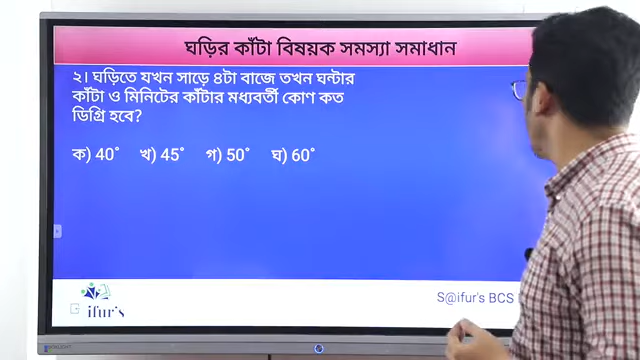 ঘড়ির কাঁটা বিষয়ক সমস্যা সমাধান
২। ঘড়িতে যখন সাড়ে ৪টা বাজে তখন ঘন্টার
কাঁটা ও মিনিটের কাঁটার মধ্যবর্তী কোণ কত
ডিগ্রি হবে?
ক) 40° খ) 45° গ) 50° ঘ) 60°
S@ifur's BCS
ifur's